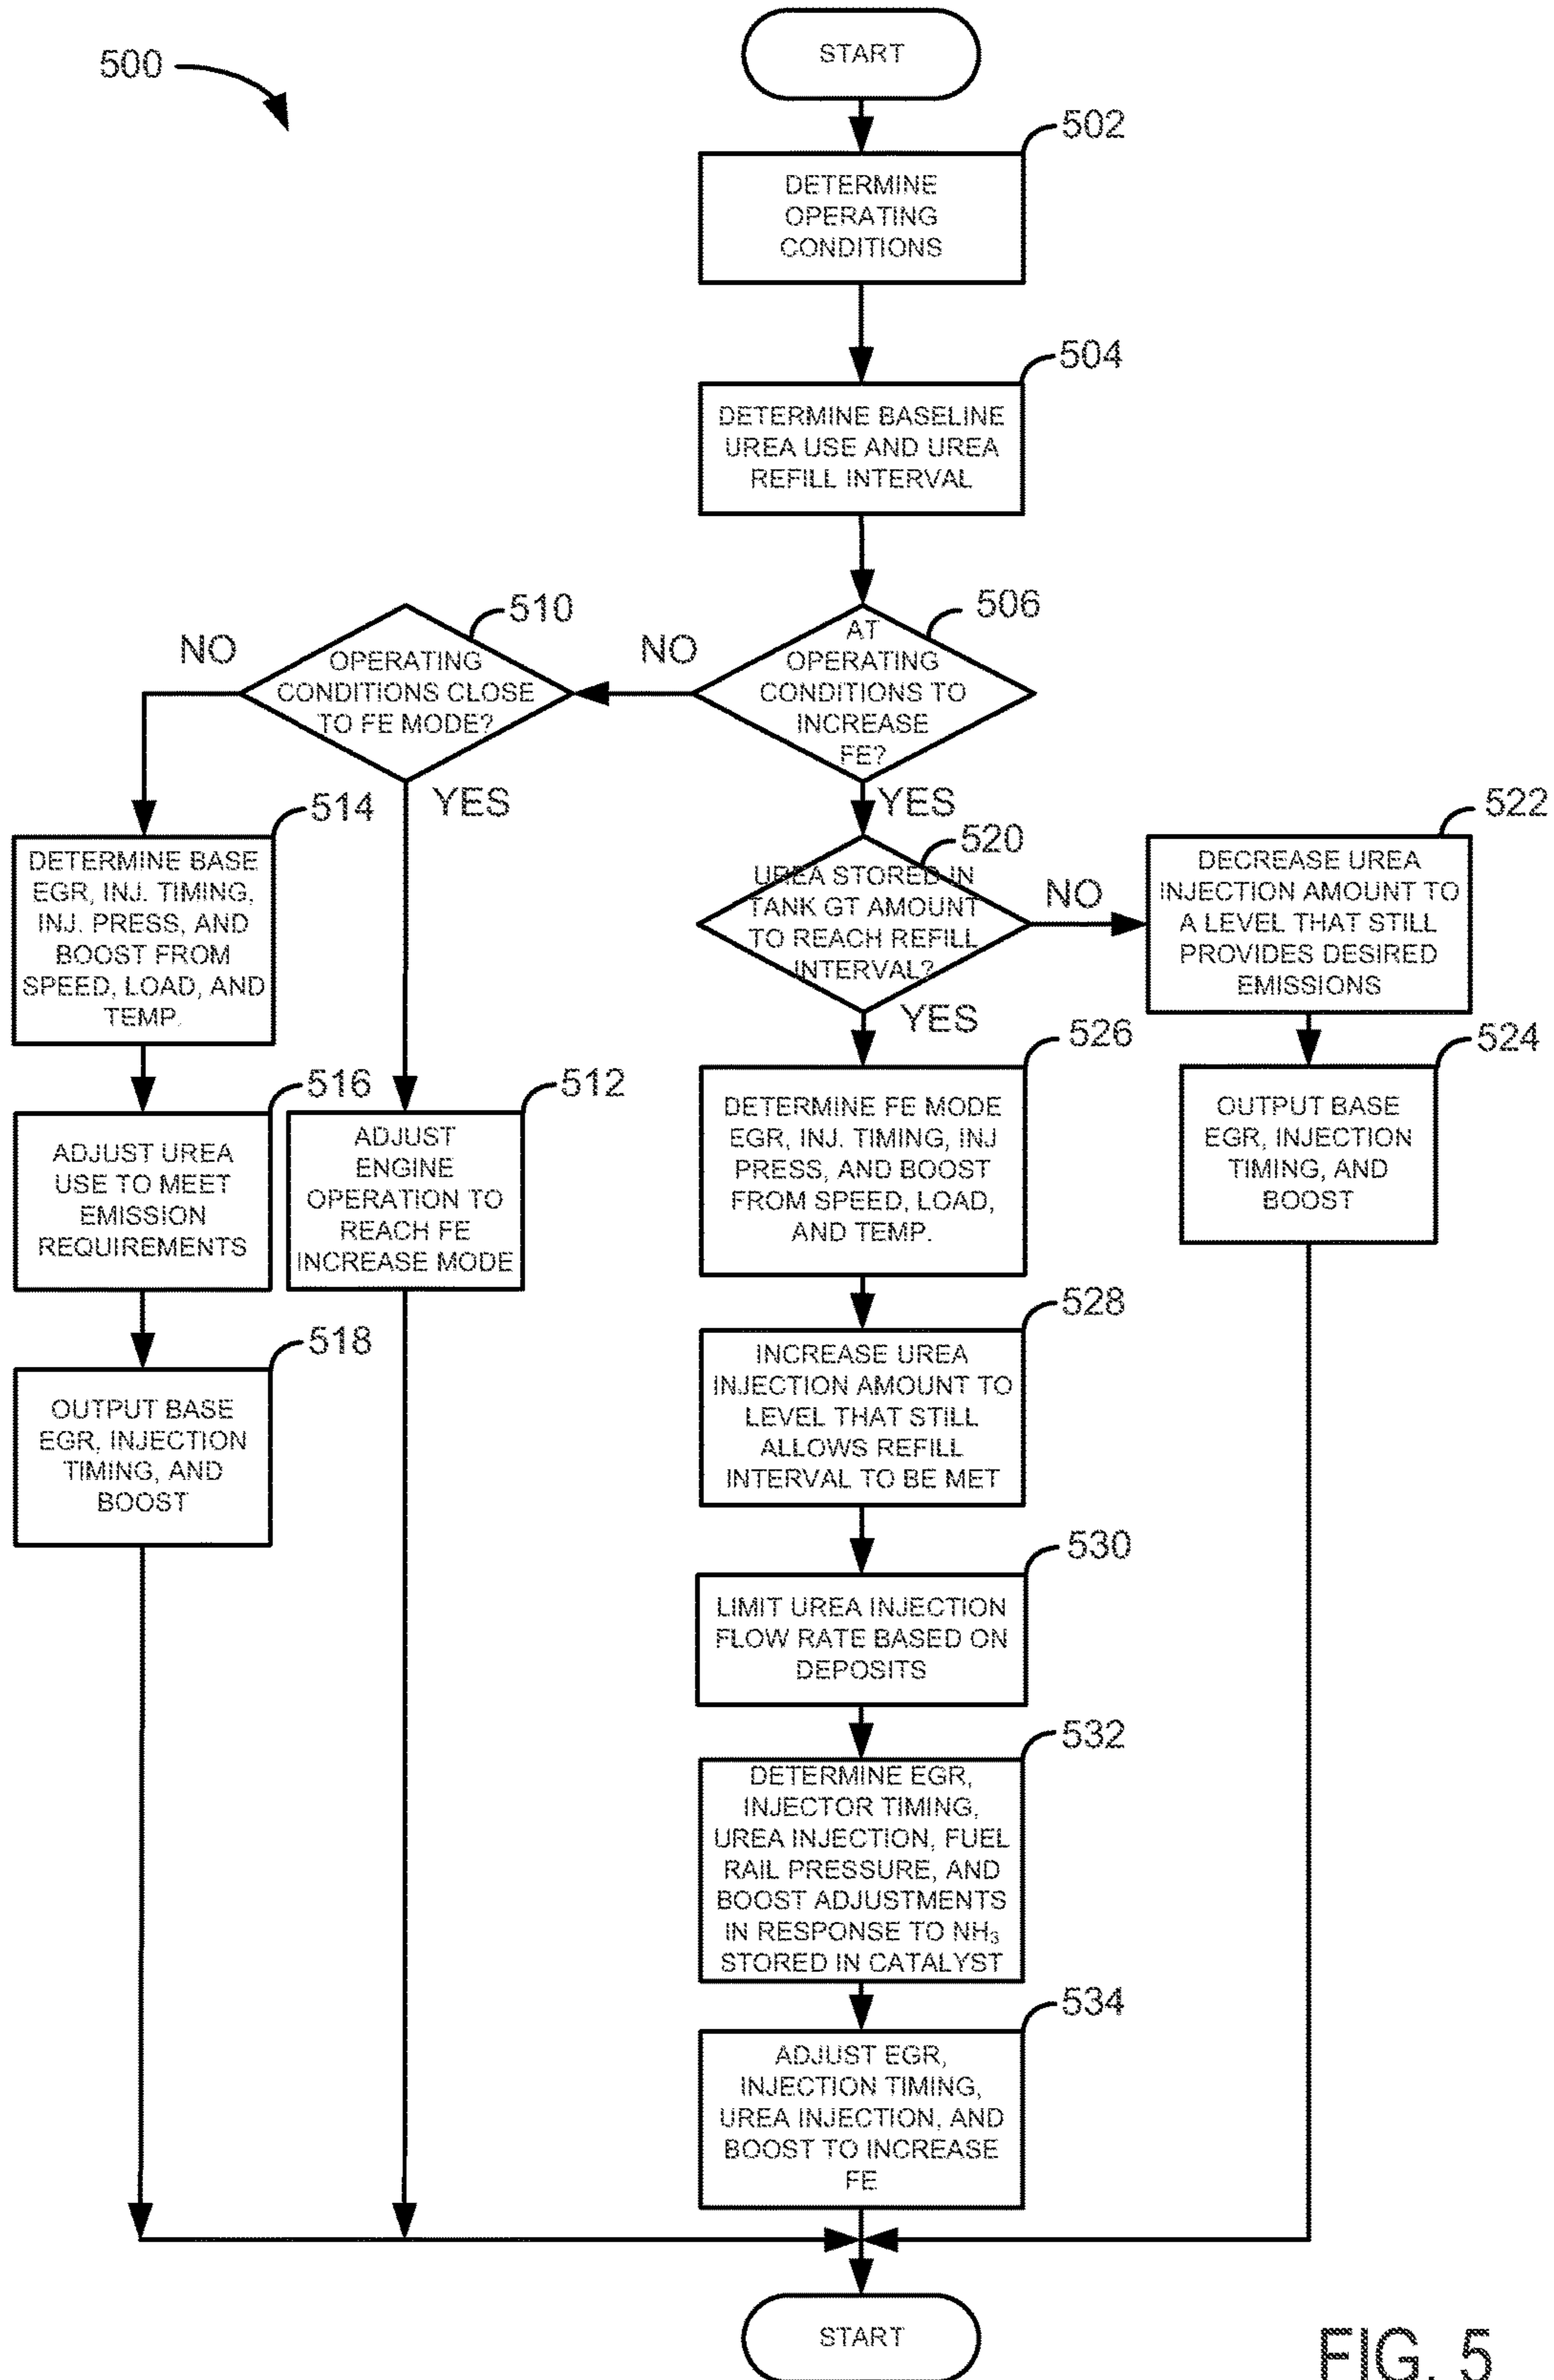 500
START
502
DETERMINE
OPERATING
CONDITIONS
504
DETERMINE BASELINE
UREA USE AND UREA
REFILL INTERVAL
506
AT
OPERATING
CONDITIONS TO
INCREASE
FE?
NO
YES
510
OPERATING
CONDITIONS CLOSE
TO FE MODE?
NO
YES
514
DETERMINE BASE
EGR, INJ. TIMING,
INJ. PRESS, AND
BOOST FROM
SPEED, LOAD, AND
TEMP.
516
ADJUST UREA
USE TO MEET
EMISSION
REQUIREMENTS
518
OUTPUT BASE
EGR, INJECTION
TIMING, AND
BOOST
512
ADJUST
ENGINE
OPERATION TO
REACH FE
INCREASE MODE
520
UREA STORED IN
TANK GT AMOUNT
TO REACH REFILL
INTERVAL?
NO
YES
522
DECREASE UREA
INJECTION AMOUNT TO
A LEVEL THAT STILL
PROVIDES DESIRED
EMISSIONS
524
OUTPUT BASE
EGR, INJECTION
TIMING, AND
BOOST
526
DETERMINE FE MODE
EGR, INJ. TIMING, INJ
PRESS, AND BOOST
FROM SPEED, LOAD,
AND TEMP.
528
INCREASE UREA
INJECTION AMOUNT TO
LEVEL THAT STILL
ALLOWS REFILL
INTERVAL TO BE MET
530
LIMIT UREA INJECTION
FLOW RATE BASED ON
DEPOSITS
532
DETERMINE EGR,
INJECTOR TIMING,
UREA INJECTION, FUEL
RAIL PRESSURE, AND
BOOST ADJUSTMENTS
IN RESPONSE TO NH₃
STORED IN CATALYST
534
ADJUST EGR,
INJECTION TIMING,
UREA INJECTION, AND
BOOST TO INCREASE
FE
START
FIG. 5